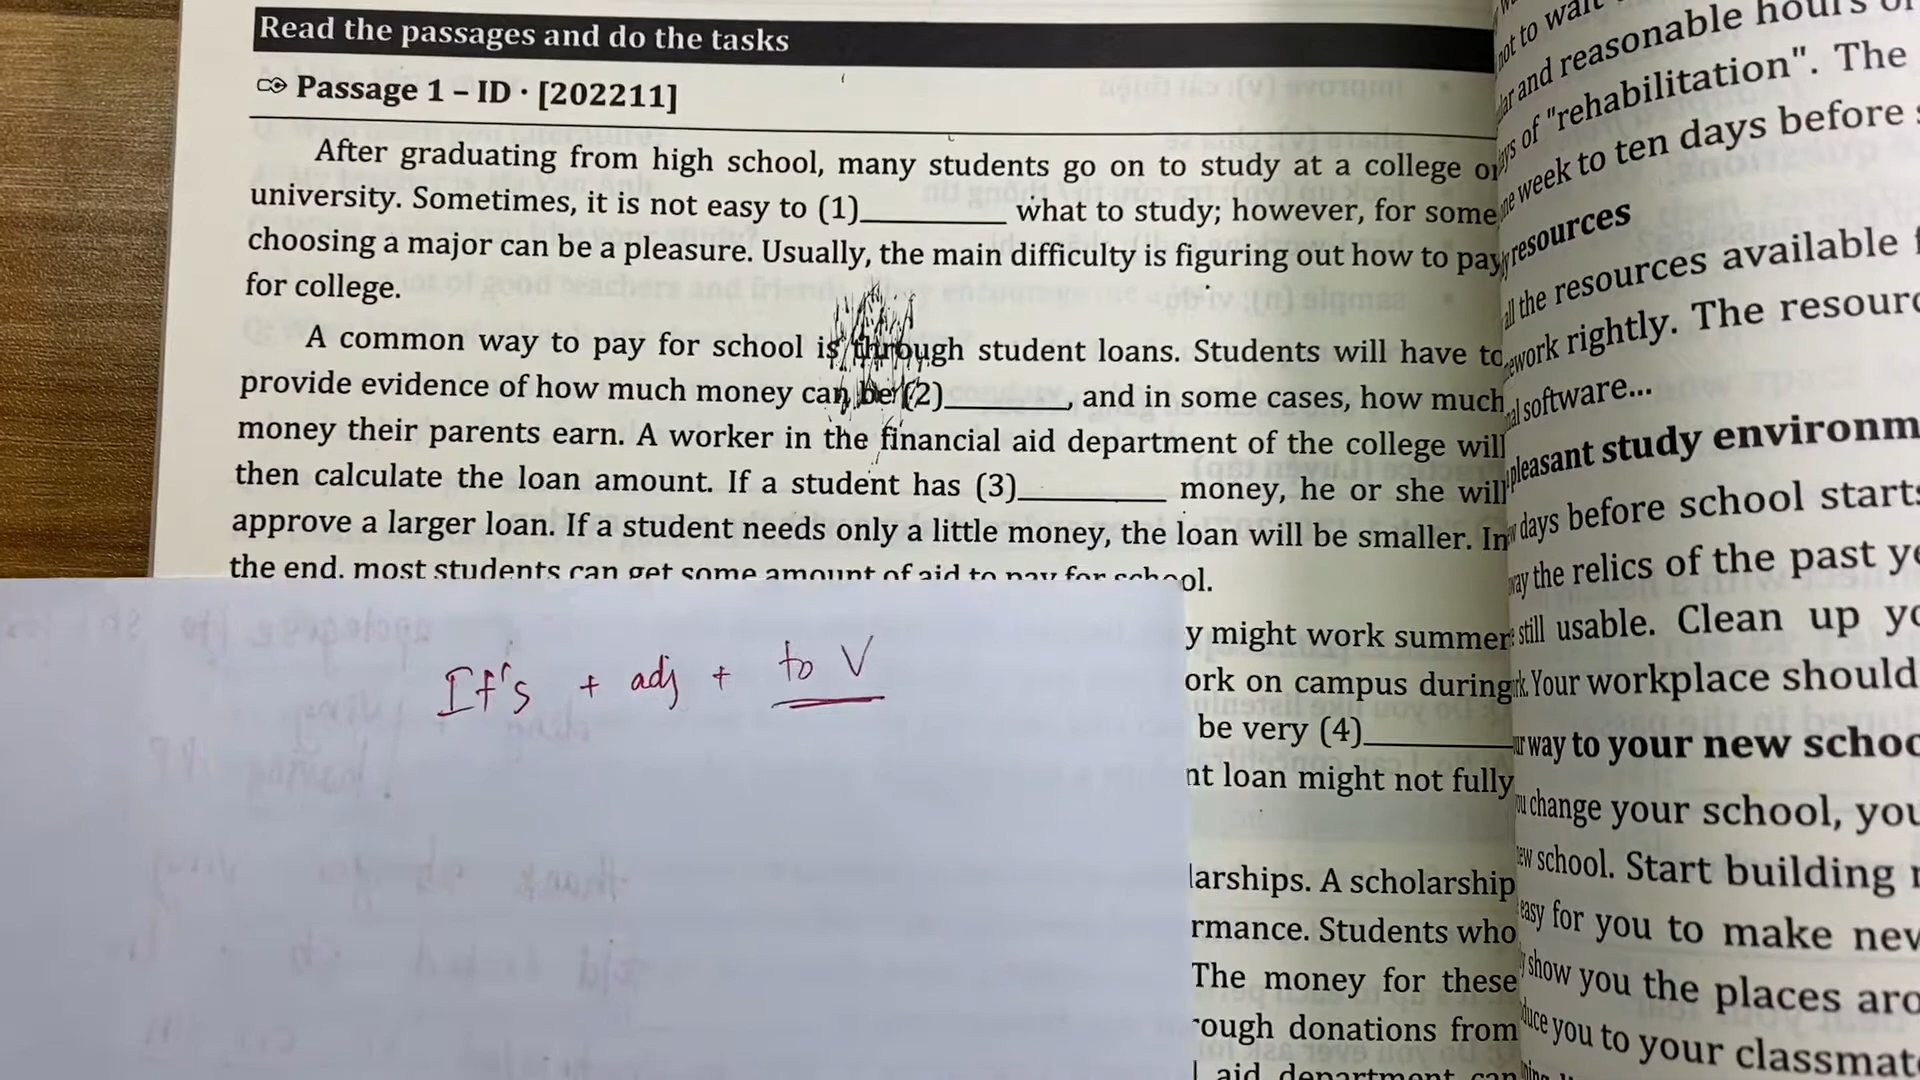 Read the passages and do the tasks
Passage 1 – ID · [202211]
After graduating from high school, many students go on to study at a college or
university. Sometimes, it is not easy to (1)__________ what to study; however, for some
choosing a major can be a pleasure. Usually, the main difficulty is figuring out how to pay
for college.
A common way to pay for school is through student loans. Students will have to
provide evidence of how much money can be (2)_________, and in some cases, how much
money their parents earn. A worker in the financial aid department of the college will
then calculate the loan amount. If a student has (3)__________ money, he or she will
approve a larger loan. If a student needs only a little money, the loan will be smaller. In
the end, most students can get some amount of aid to pay for school.
y might work summer
ork on campus during
be very (4)__________
nt loan might not fully
larships. A scholarship
rmance. Students who
The money for these
rough donations from
aid department can
It's + adj + to V
not to wait
and reasonable hours
of "rehabilitation". The
week to ten days before
resources
the resources available
work rightly. The resour
software...
pleasant study environm
days before school starts
the relics of the past ye
still usable. Clean up yo
Your workplace should
way to your new schoo
change your school, you
school. Start building
easy for you to make new
show you the places aro
you to your classmat